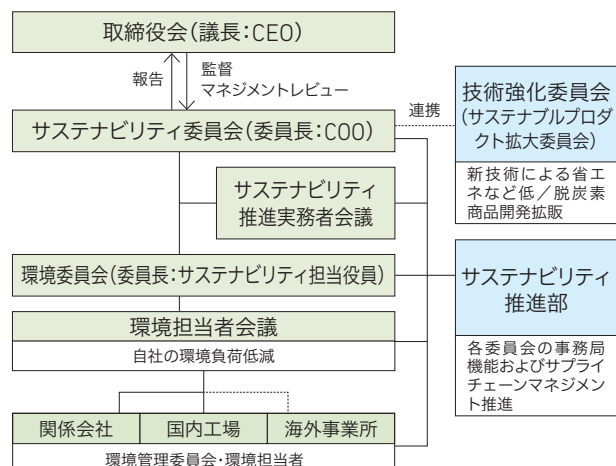 取締役会(議長:CEO)
報告
監督
マネジメントレビュー
サステナビリティ委員会(委員長:COO)
連携
技術強化委員会
(サステナブルプロダ
クト拡大委員会)
新技術による省エ
ネなど低/脱炭素
商品開発拡販
サステナビリティ
推進実務者会議
環境委員会(委員長:サステナビリティ担当役員)
サステナビリティ
推進部
各委員会の事務局
機能およびサプライ
チェーンマネジメン
ト推進
環境担当者会議
自社の環境負荷低減
関係会社
国内工場
海外事業所
環境管理委員会・環境担当者